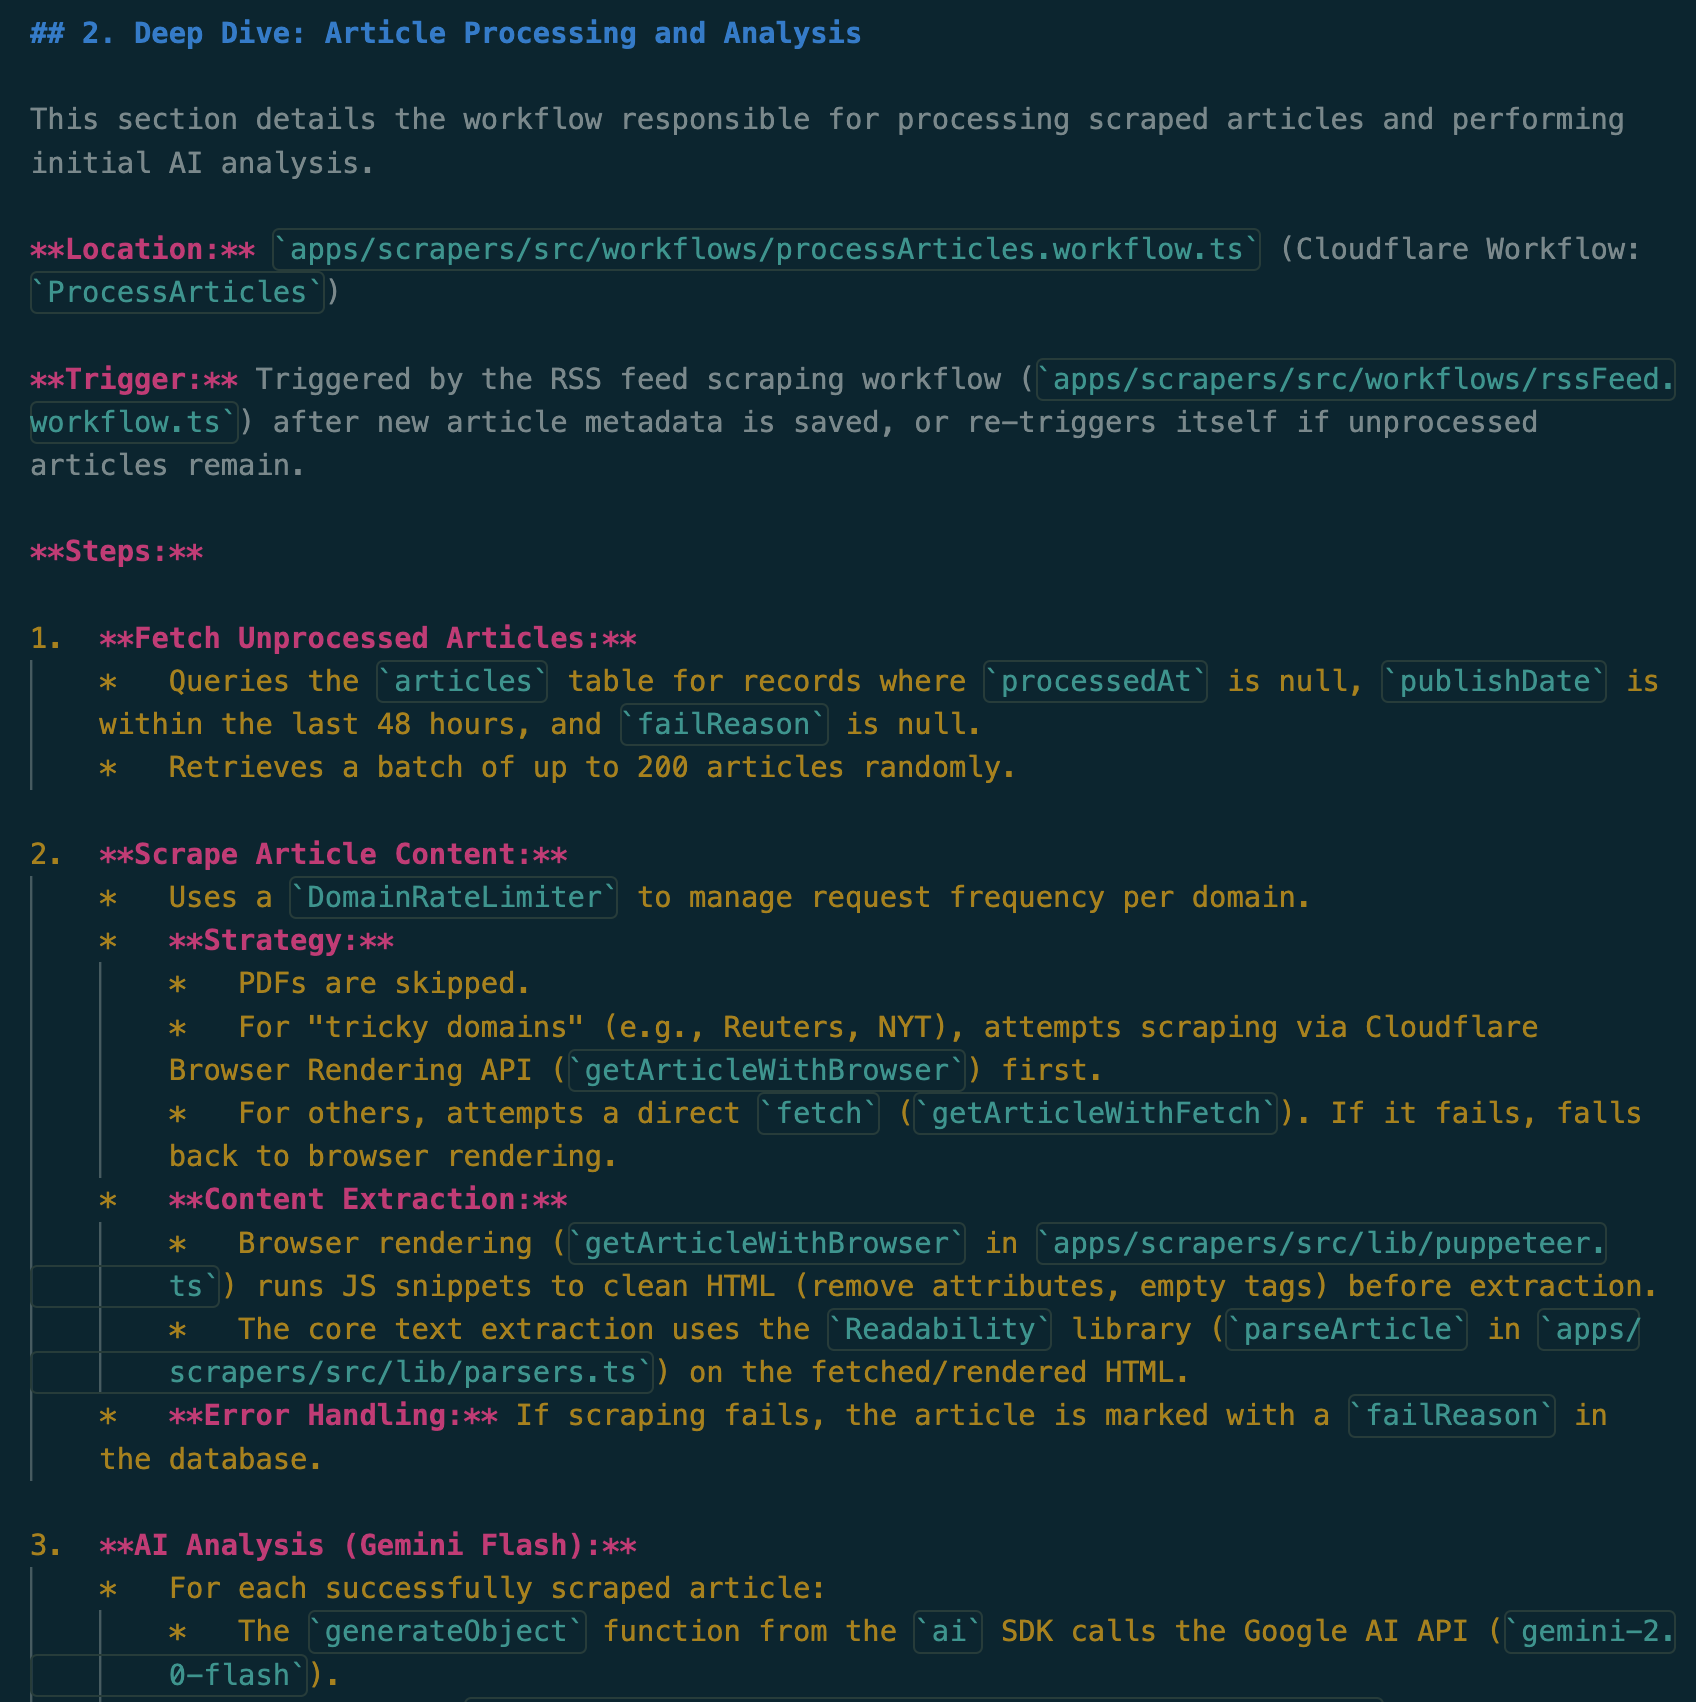 ## 2. Deep Dive: Article Processing and Analysis
This section details the workflow responsible for processing scraped articles and performing
initial AI analysis.
**Location:** `apps/scrapers/src/workflows/processArticles.workflow.ts` (Cloudflare Workflow:
`ProcessArticles`)
**Trigger:** Triggered by the RSS feed scraping workflow (`apps/scrapers/src/workflows/rssFeed.
workflow.ts`) after new article metadata is saved, or re-triggers itself if unprocessed
articles remain.
**Steps:**
1.  **Fetch Unprocessed Articles:**
*   Queries the `articles` table for records where `processedAt` is null, `publishDate` is
within the last 48 hours, and `failReason` is null.
*   Retrieves a batch of up to 200 articles randomly.
2.  **Scrape Article Content:**
*   Uses a `DomainRateLimiter` to manage request frequency per domain.
*   **Strategy:**
*   PDFs are skipped.
*   For "tricky domains" (e.g., Reuters, NYT), attempts scraping via Cloudflare
Browser Rendering API (`getArticleWithBrowser`) first.
*   For others, attempts a direct `fetch` (`getArticleWithFetch`). If it fails, falls
back to browser rendering.
*   **Content Extraction:**
*   Browser rendering (`getArticleWithBrowser` in `apps/scrapers/src/lib/puppeteer.
ts`) runs JS snippets to clean HTML (remove attributes, empty tags) before extraction.
*   The core text extraction uses the `Readability` library (`parseArticle` in `apps/
scrapers/src/lib/parsers.ts`) on the fetched/rendered HTML.
*   **Error Handling:** If scraping fails, the article is marked with a `failReason` in
the database.
3.  **AI Analysis (Gemini Flash):**
*   For each successfully scraped article:
*   The `generateObject` function from the `ai` SDK calls the Google AI API (`gemini-2.
0-flash`).